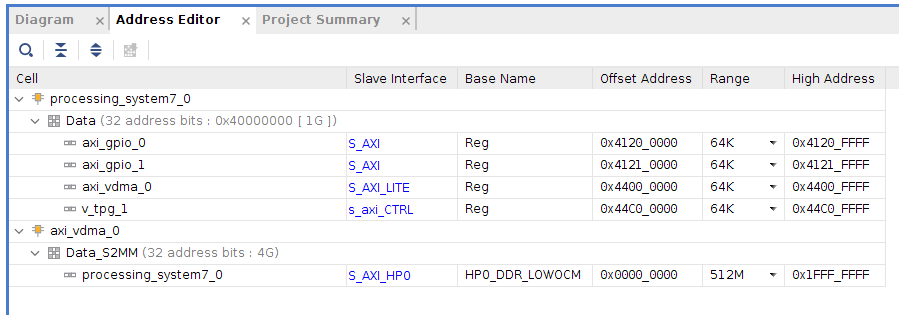 Diagram × Address Editor × Project Summary ×
Cell Slave Interface Base Name Offset Address Range High Address
processing_system7_0
Data (32 address bits : 0x40000000 [ 1G ])
axi_gpio_0 S_AXI Reg 0x4120_0000 64K 0x4120_FFFF
axi_gpio_1 S_AXI Reg 0x4121_0000 64K 0x4121_FFFF
axi_vdma_0 S_AXI_LITE Reg 0x4400_0000 64K 0x4400_FFFF
v_tpg_1 s_axi_CTRL Reg 0x44C0_0000 64K 0x44C0_FFFF
axi_vdma_0
Data_S2MM (32 address bits : 4G)
processing_system7_0 S_AXI_HP0 HP0_DDR_LOWOCM 0x0000_0000 512M 0x1FFF_FFFF